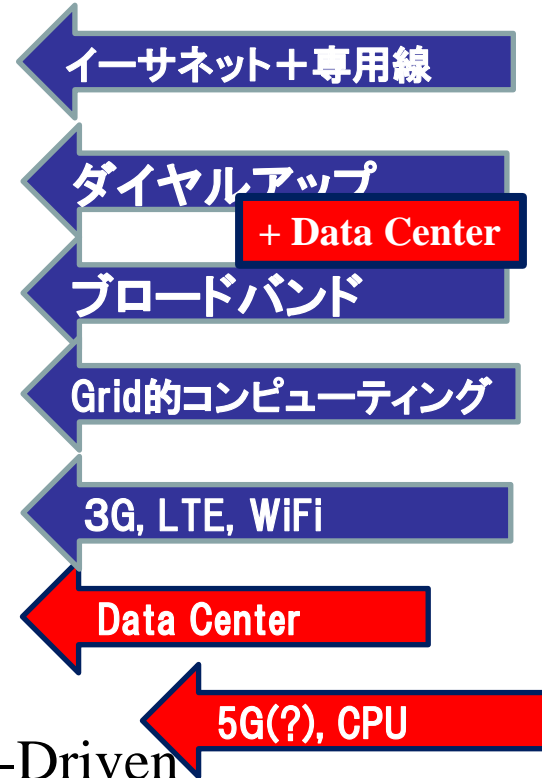 イーサネット＋専用線
ダイヤルアップ
+ Data Center
ブロードバンド
Grid的コンピューティング
3G, LTE, WiFi
Data Center
5G(?), CPU
-Driven